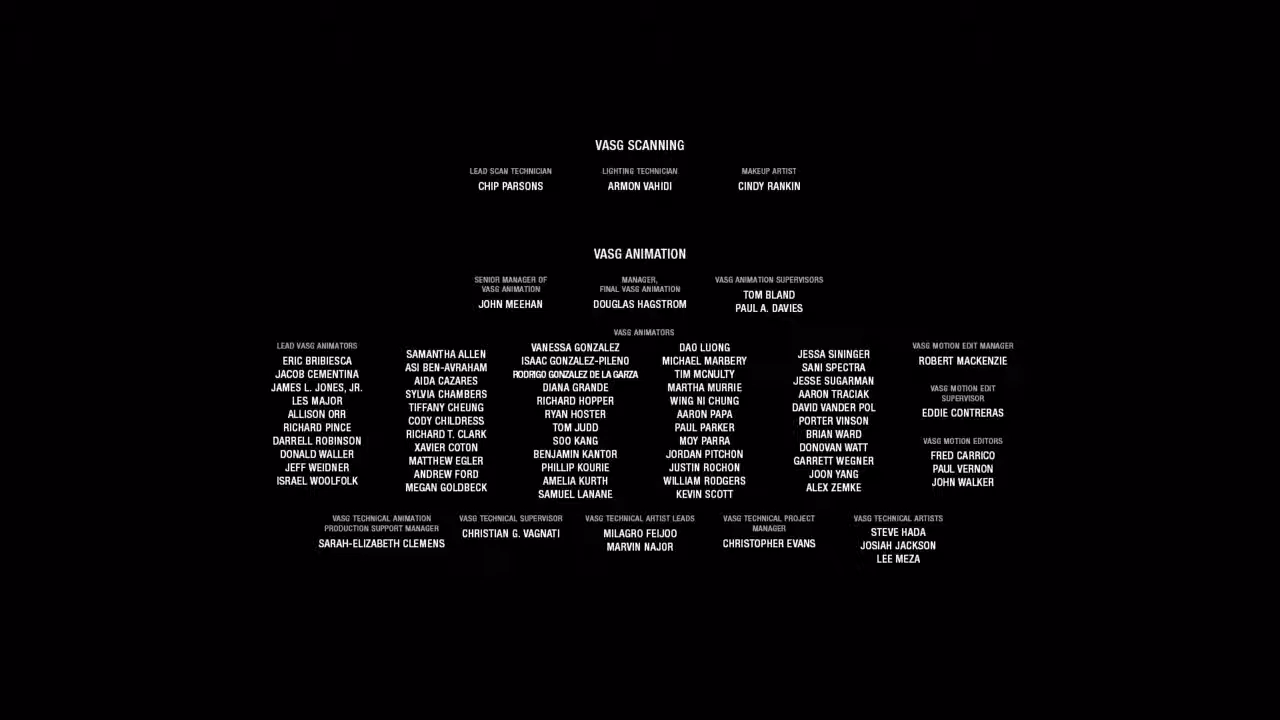 VASG SCANNING
LEAD SCAN TECHNICIAN
CHIP PARSONS
LIGHTING TECHNICIAN
ARMON VAHIDI
MAKEUP ARTIST
CINDY RANKIN
VASG ANIMATION
SENIOR MANAGER OF
VASG ANIMATION
JOHN MEEHAN
MANAGER,
FINAL VASG ANIMATION
DOUGLAS HAGSTROM
VASG ANIMATION SUPERVISORS
TOM BLAND
PAUL A. DAVIES
LEAD VASG ANIMATORS
ERIC BRIBIESCA
JACOB CEMENTINA
JAMES L. JONES, JR.
LES MAJOR
ALLISON ORR
RICHARD PINCE
DARRELL ROBINSON
DONALD WALLER
JEFF WEIDNER
ISRAEL WOOLFOLK
VASG ANIMATORS
SAMANTHA ALLEN
ASI BEN-AVRAHAM
AIDA CAZARES
SYLVIA CHAMBERS
TIFFANY CHEUNG
CODY CHILDRESS
RICHARD T. CLARK
XAVIER COTON
MATTHEW EGLER
ANDREW FORD
MEGAN GOLDBECK
VANESSA GONZALEZ
ISAAC GONZALEZ-PILENO
RODRIGO GONZALEZ DE LA GARZA
DIANA GRANDE
RICHARD HOPPER
RYAN HOSTER
TOM JUDD
SOO KANG
BENJAMIN KANTOR
PHILLIP KOURIE
AMELIA KURTH
SAMUEL LANANE
DAO LUONG
MICHAEL MARBERY
TIM MCNULTY
MARTHA MURRIE
WING NI CHUNG
AARON PAPA
PAUL PARKER
MOY PARRA
JORDAN PITCHON
JUSTIN ROCHON
WILLIAM RODGERS
KEVIN SCOTT
JESSA SININGER
SANI SPECTRA
JESSE SUGARMAN
AARON TRACIAK
DAVID VANDER POL
PORTER VINSON
BRIAN WARD
DONOVAN WATT
GARRETT WEGNER
JOON YANG
ALEX ZEMKE
VASG MOTION EDIT MANAGER
ROBERT MACKENZIE
VASG MOTION EDIT
SUPERVISOR
EDDIE CONTRERAS
VASG MOTION EDITORS
FRED CARRICO
PAUL VERNON
JOHN WALKER
VASG TECHNICAL ANIMATION
PRODUCTION SUPPORT MANAGER
SARAH-ELIZABETH CLEMENS
VASG TECHNICAL SUPERVISOR
CHRISTIAN G. VAGNATI
VASG TECHNICAL ARTIST LEADS
MILAGRO FEIJOO
MARVIN NAJOR
VASG TECHNICAL PROJECT
MANAGER
CHRISTOPHER EVANS
VASG TECHNICAL ARTISTS
STEVE HADA
JOSIAH JACKSON
LEE MEZA